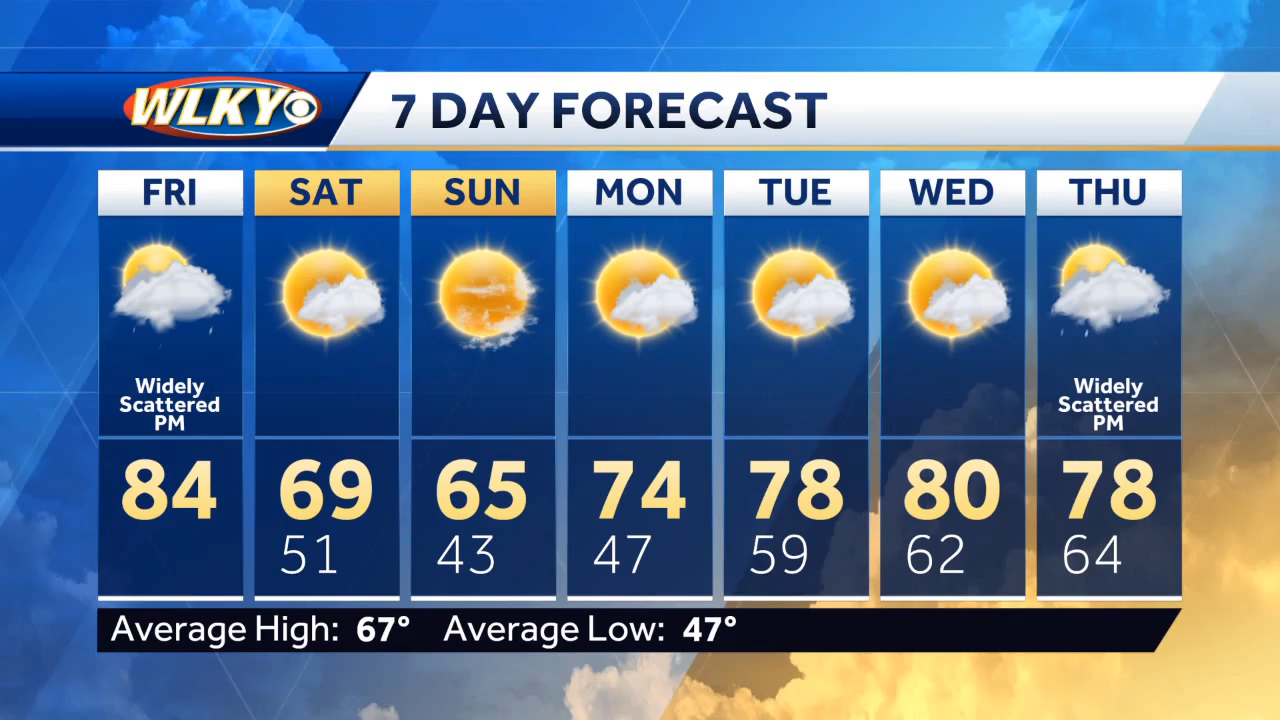 WLKY
7 DAY FORECAST
FRI
SAT
SUN
MON
TUE
WED
THU
Widely
Scattered
PM
Widely
Scattered
PM
84
69
65
74
78
80
78
51
43
47
59
62
64
Average High: 67° Average Low: 47°